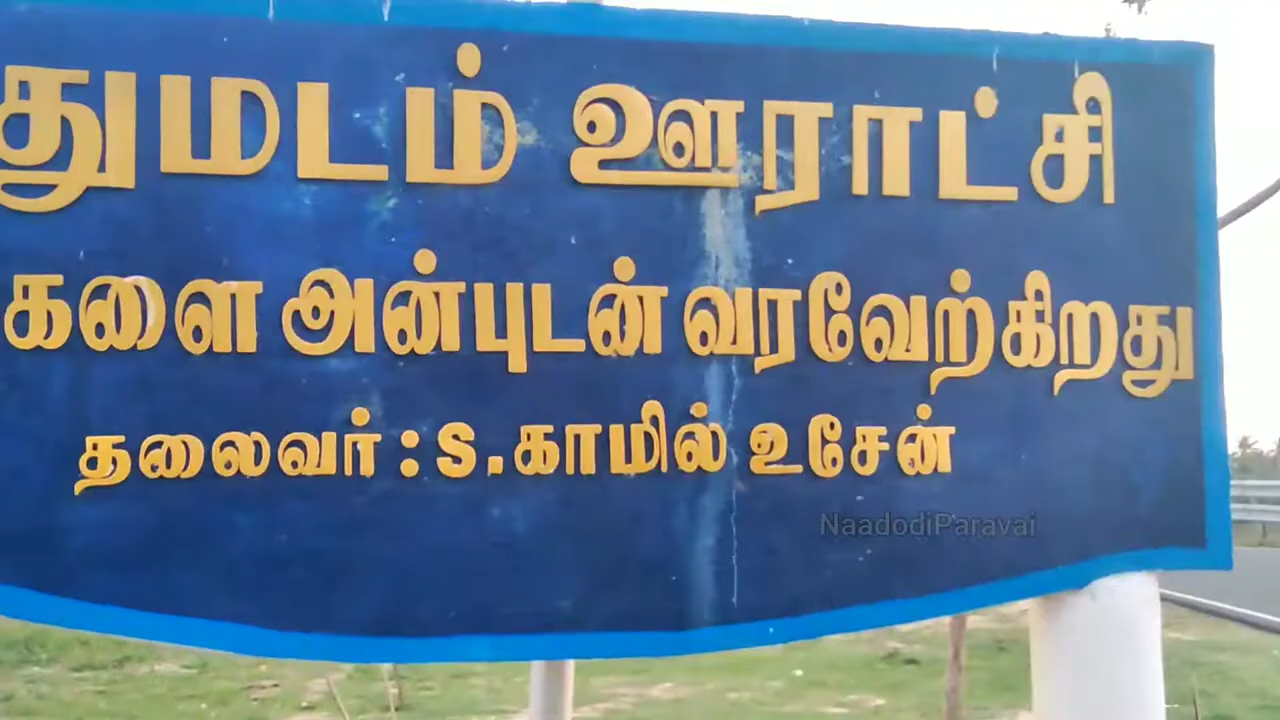 துமடம் ஊராட்சி
களை அன்புடன் வரவேற்கிறது
தலைவர் : S.காமில் உசேன்
NaadodiParavai